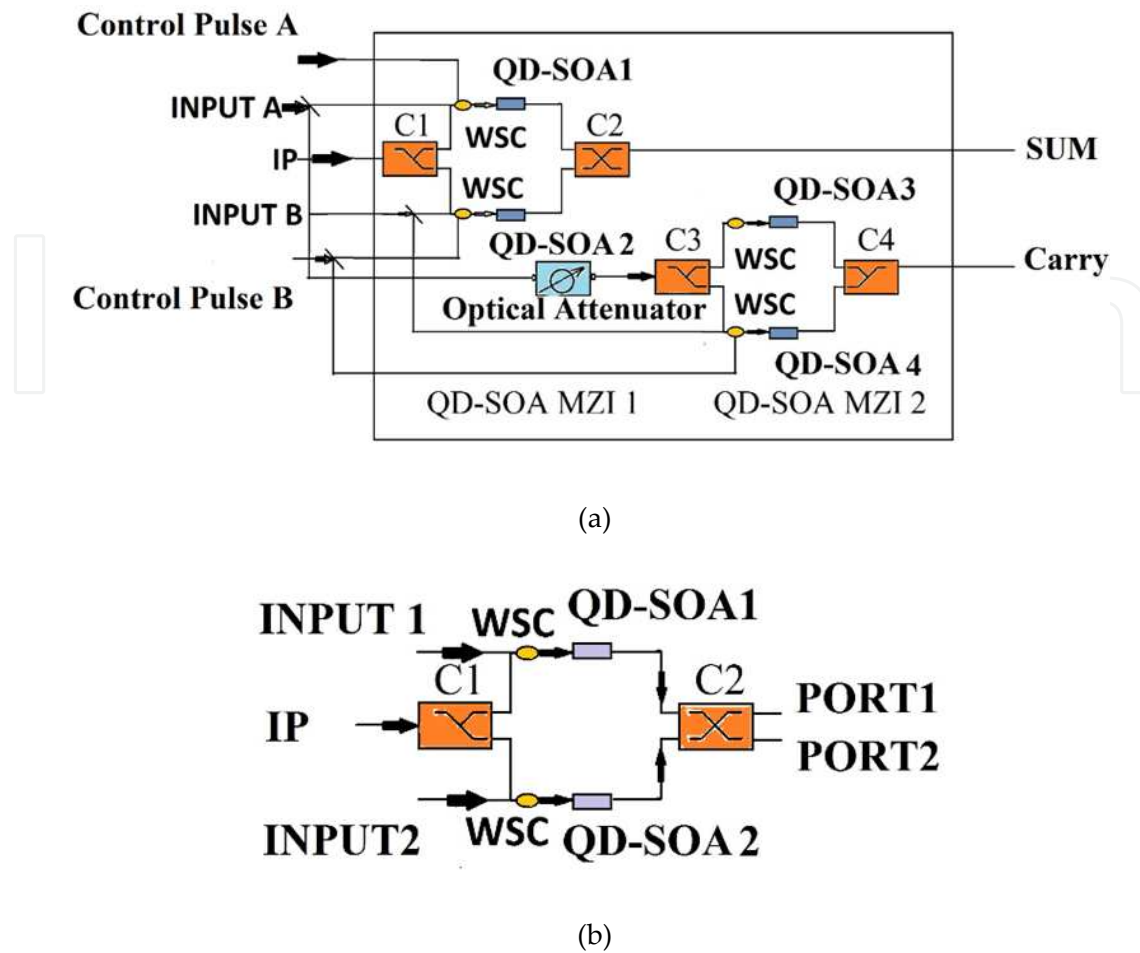 Control Pulse A
QD-SOA1
INPUT A
C1
C2
WSC
IP
SUM
WSC
QD-SOA3
INPUT B
QD-SOA 2
C3
C4
WSC
Carry
Control Pulse B
Optical Attenuator
WSC
QD-SOA 4
QD-SOA MZI 1
QD-SOA MZI 2
(a)
INPUT 1
WSC
QD-SOA1
C1
C2
PORT1
IP
PORT2
INPUT2
WSC
QD-SOA 2
(b)